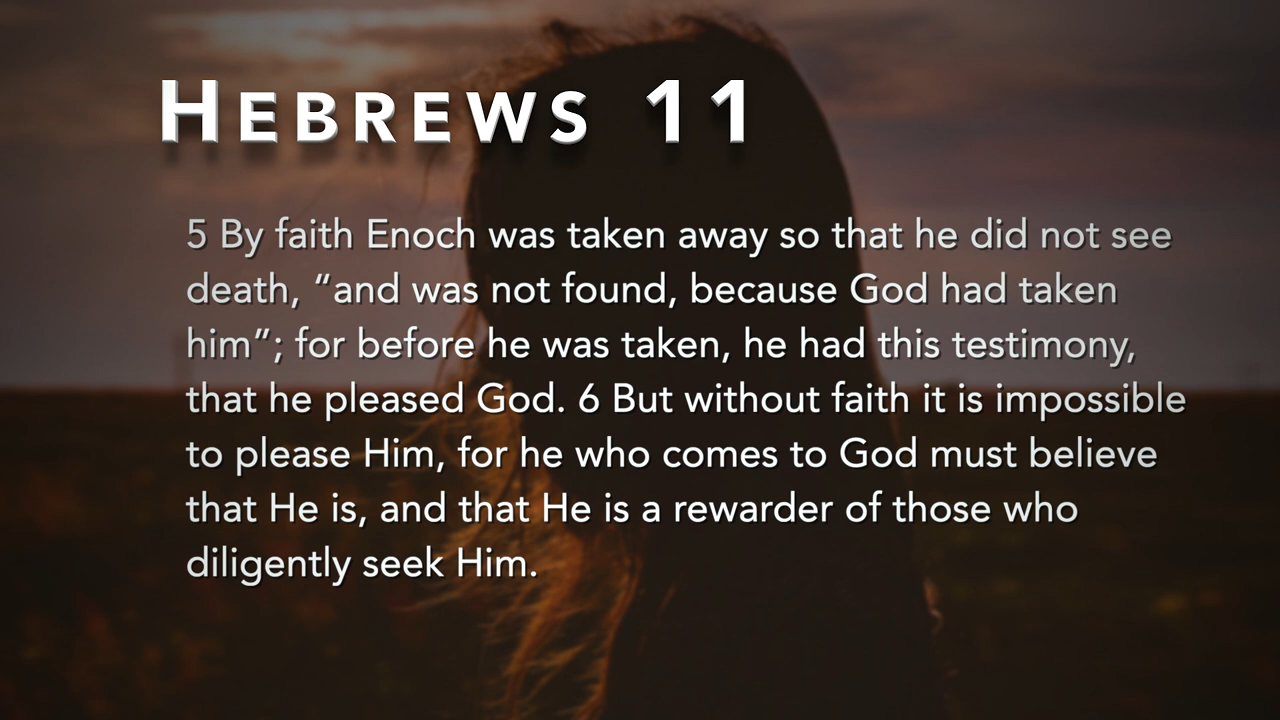 HEBREWS 11
5 By faith Enoch was taken away so that he did not see
death, “and was not found, because God had taken
him”; for before he was taken, he had this testimony,
that he pleased God. 6 But without faith it is impossible
to please Him, for he who comes to God must believe
that He is, and that He is a rewarder of those who
diligently seek Him.